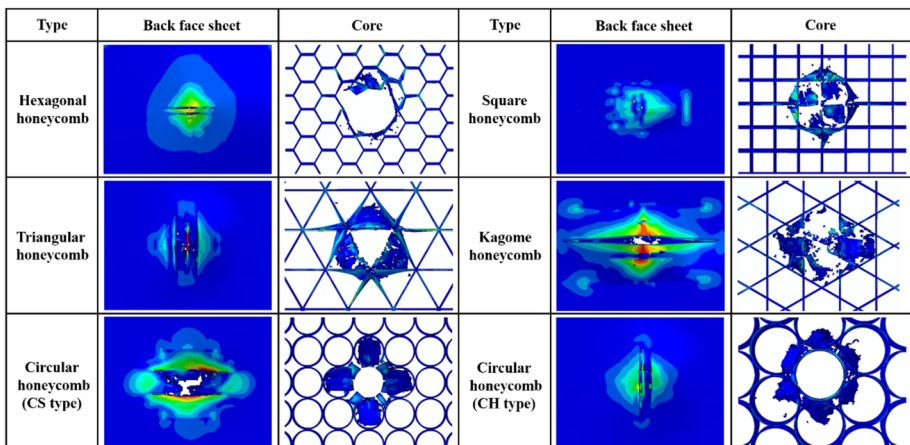 Type Back face sheet Core Type Back face sheet Core
Hexagonal
honeycomb
Square
honeycomb
Triangular
honeycomb
Kagome
honeycomb
Circular
honeycomb
(CS type)
Circular
honeycomb
(CH type)